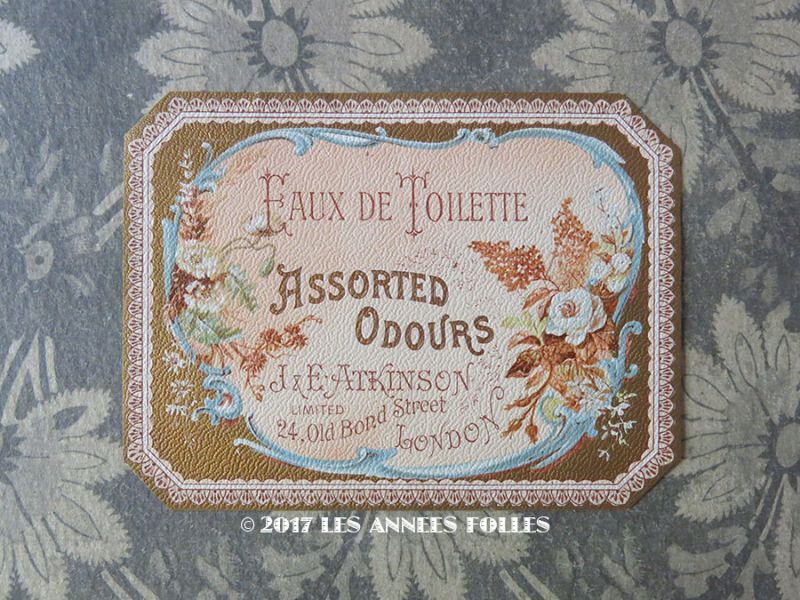 EAUX DE TOILETTE
ASSORTED
ODOURS
J & E. ATKINSON
LIMITED
24, Old Bond Street
LONDON
© 2017 LES ANNEES FOLLES